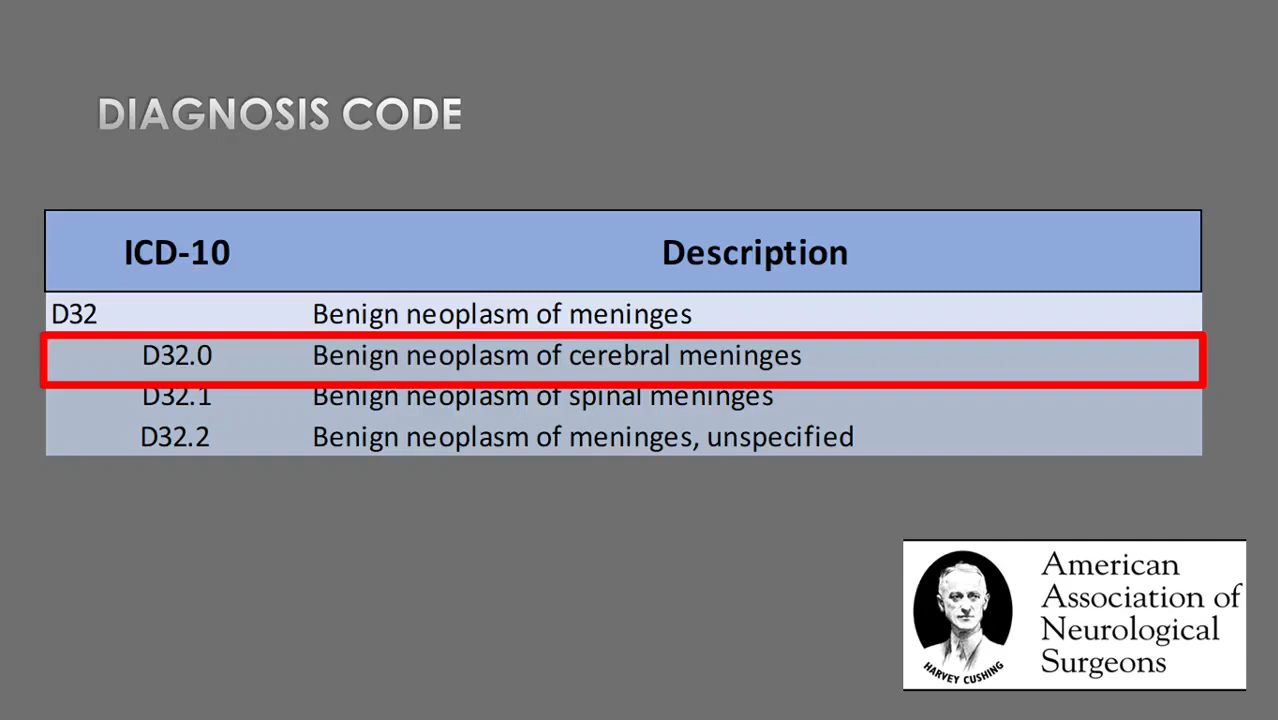 DIAGNOSIS CODE
ICD-10 Description
D32 Benign neoplasm of meninges
D32.0 Benign neoplasm of cerebral meninges
D32.1 Benign neoplasm of spinal meninges
D32.2 Benign neoplasm of meninges, unspecified
American
Association of
Neurological
Surgeons
HARVEY CUSHING